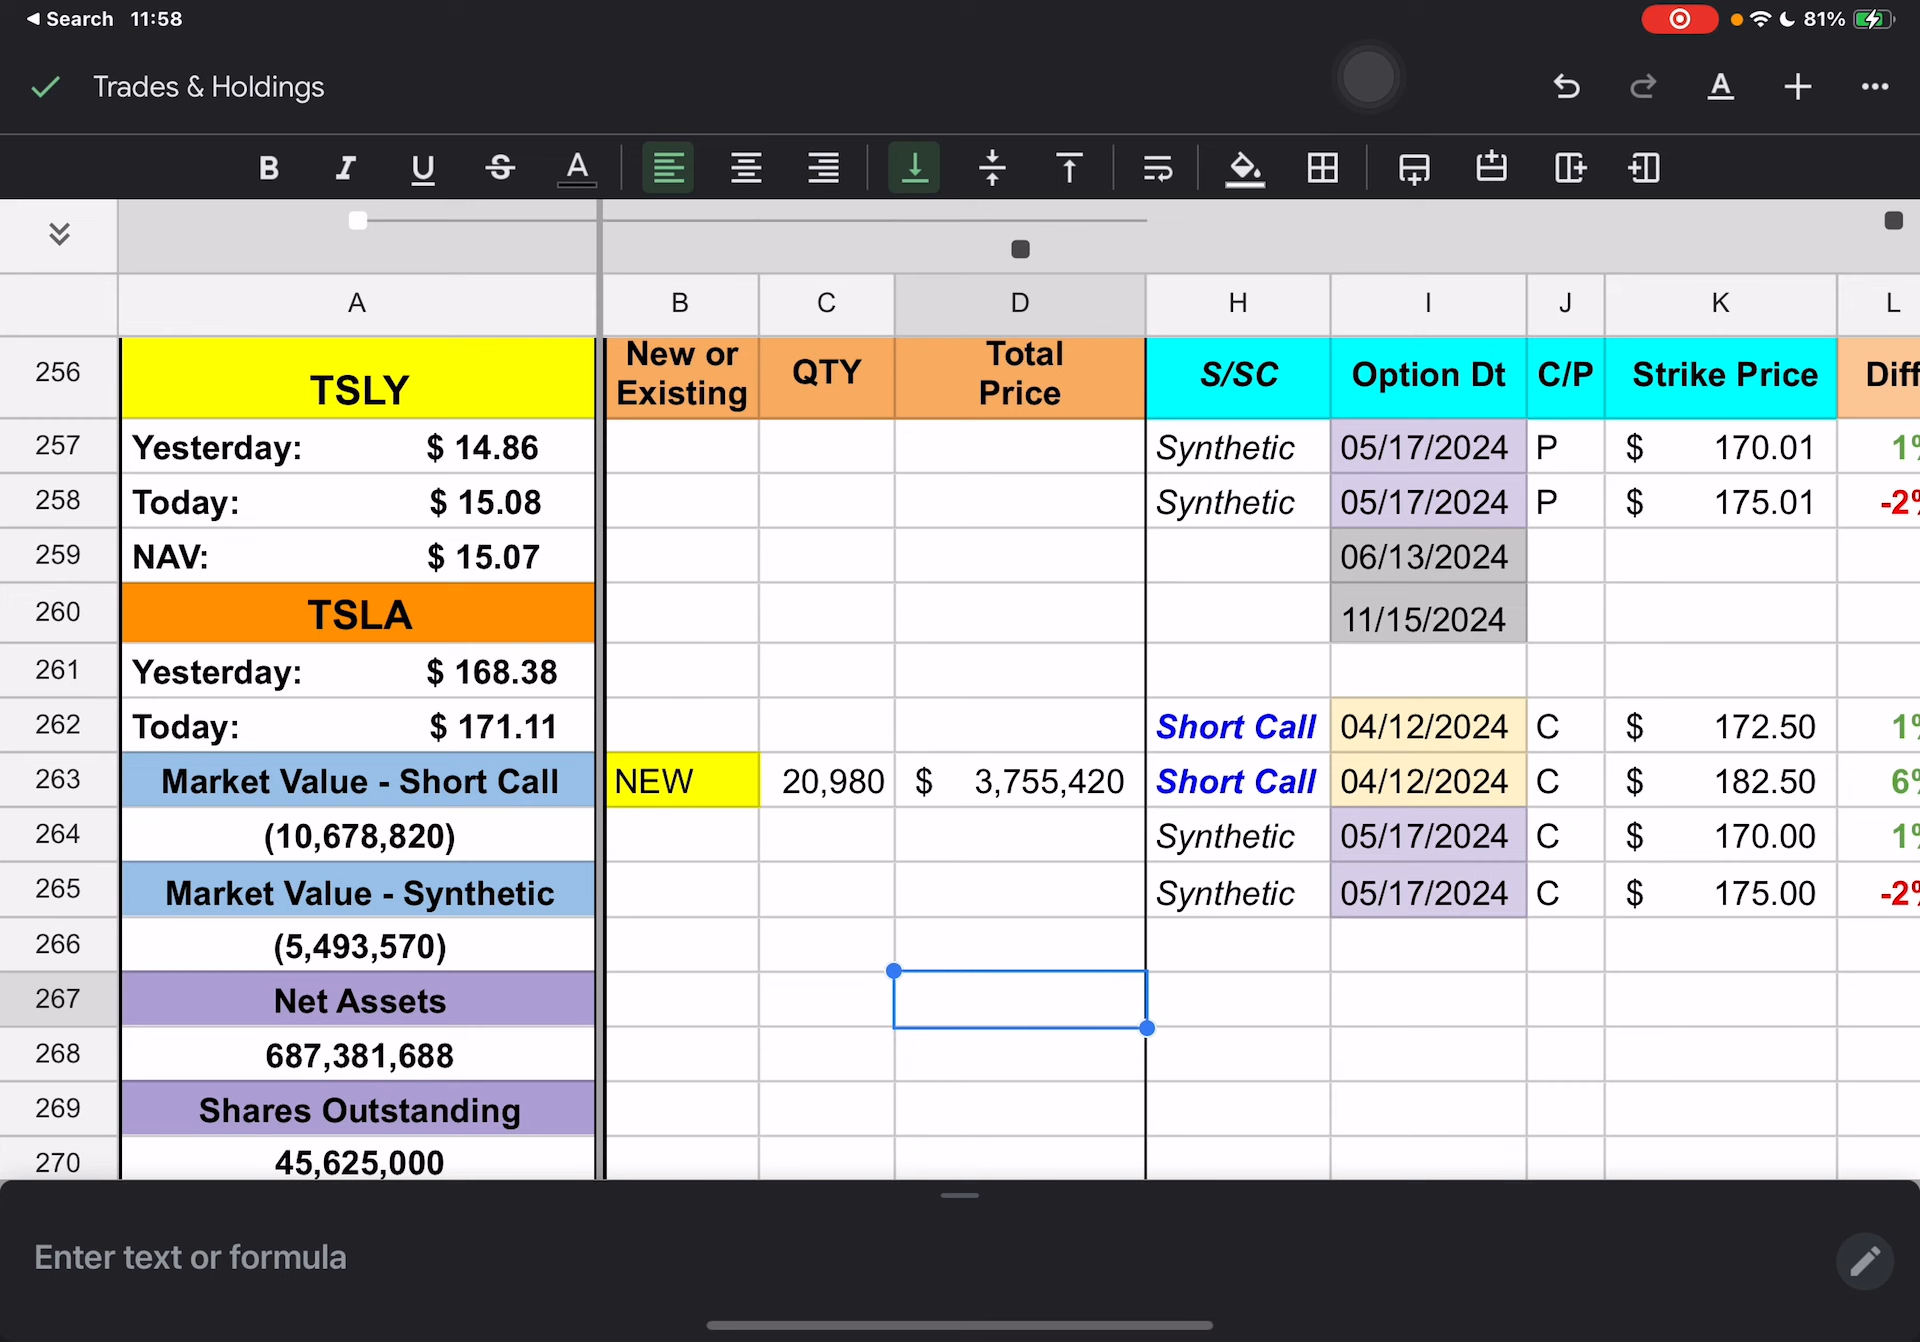 Search 11:58 81%
Trades & Holdings
B I U S A
A B C D H I J K L
256 TSLY New or Existing QTY Total Price S/SC Option Dt C/P Strike Price Diff
257 Yesterday: $ 14.86 Synthetic 05/17/2024 P $ 170.01 1%
258 Today: $ 15.08 Synthetic 05/17/2024 P $ 175.01 -2%
259 NAV: $ 15.07 06/13/2024
260 TSLA 11/15/2024
261 Yesterday: $ 168.38
262 Today: $ 171.11 Short Call 04/12/2024 C $ 172.50 1%
263 Market Value - Short Call NEW 20,980 $ 3,755,420 Short Call 04/12/2024 C $ 182.50 6%
264 (10,678,820) Synthetic 05/17/2024 C $ 170.00 1%
265 Market Value - Synthetic Synthetic 05/17/2024 C $ 175.00 -2%
266 (5,493,570)
267 Net Assets
268 687,381,688
269 Shares Outstanding
270 45,625,000
Enter text or formula